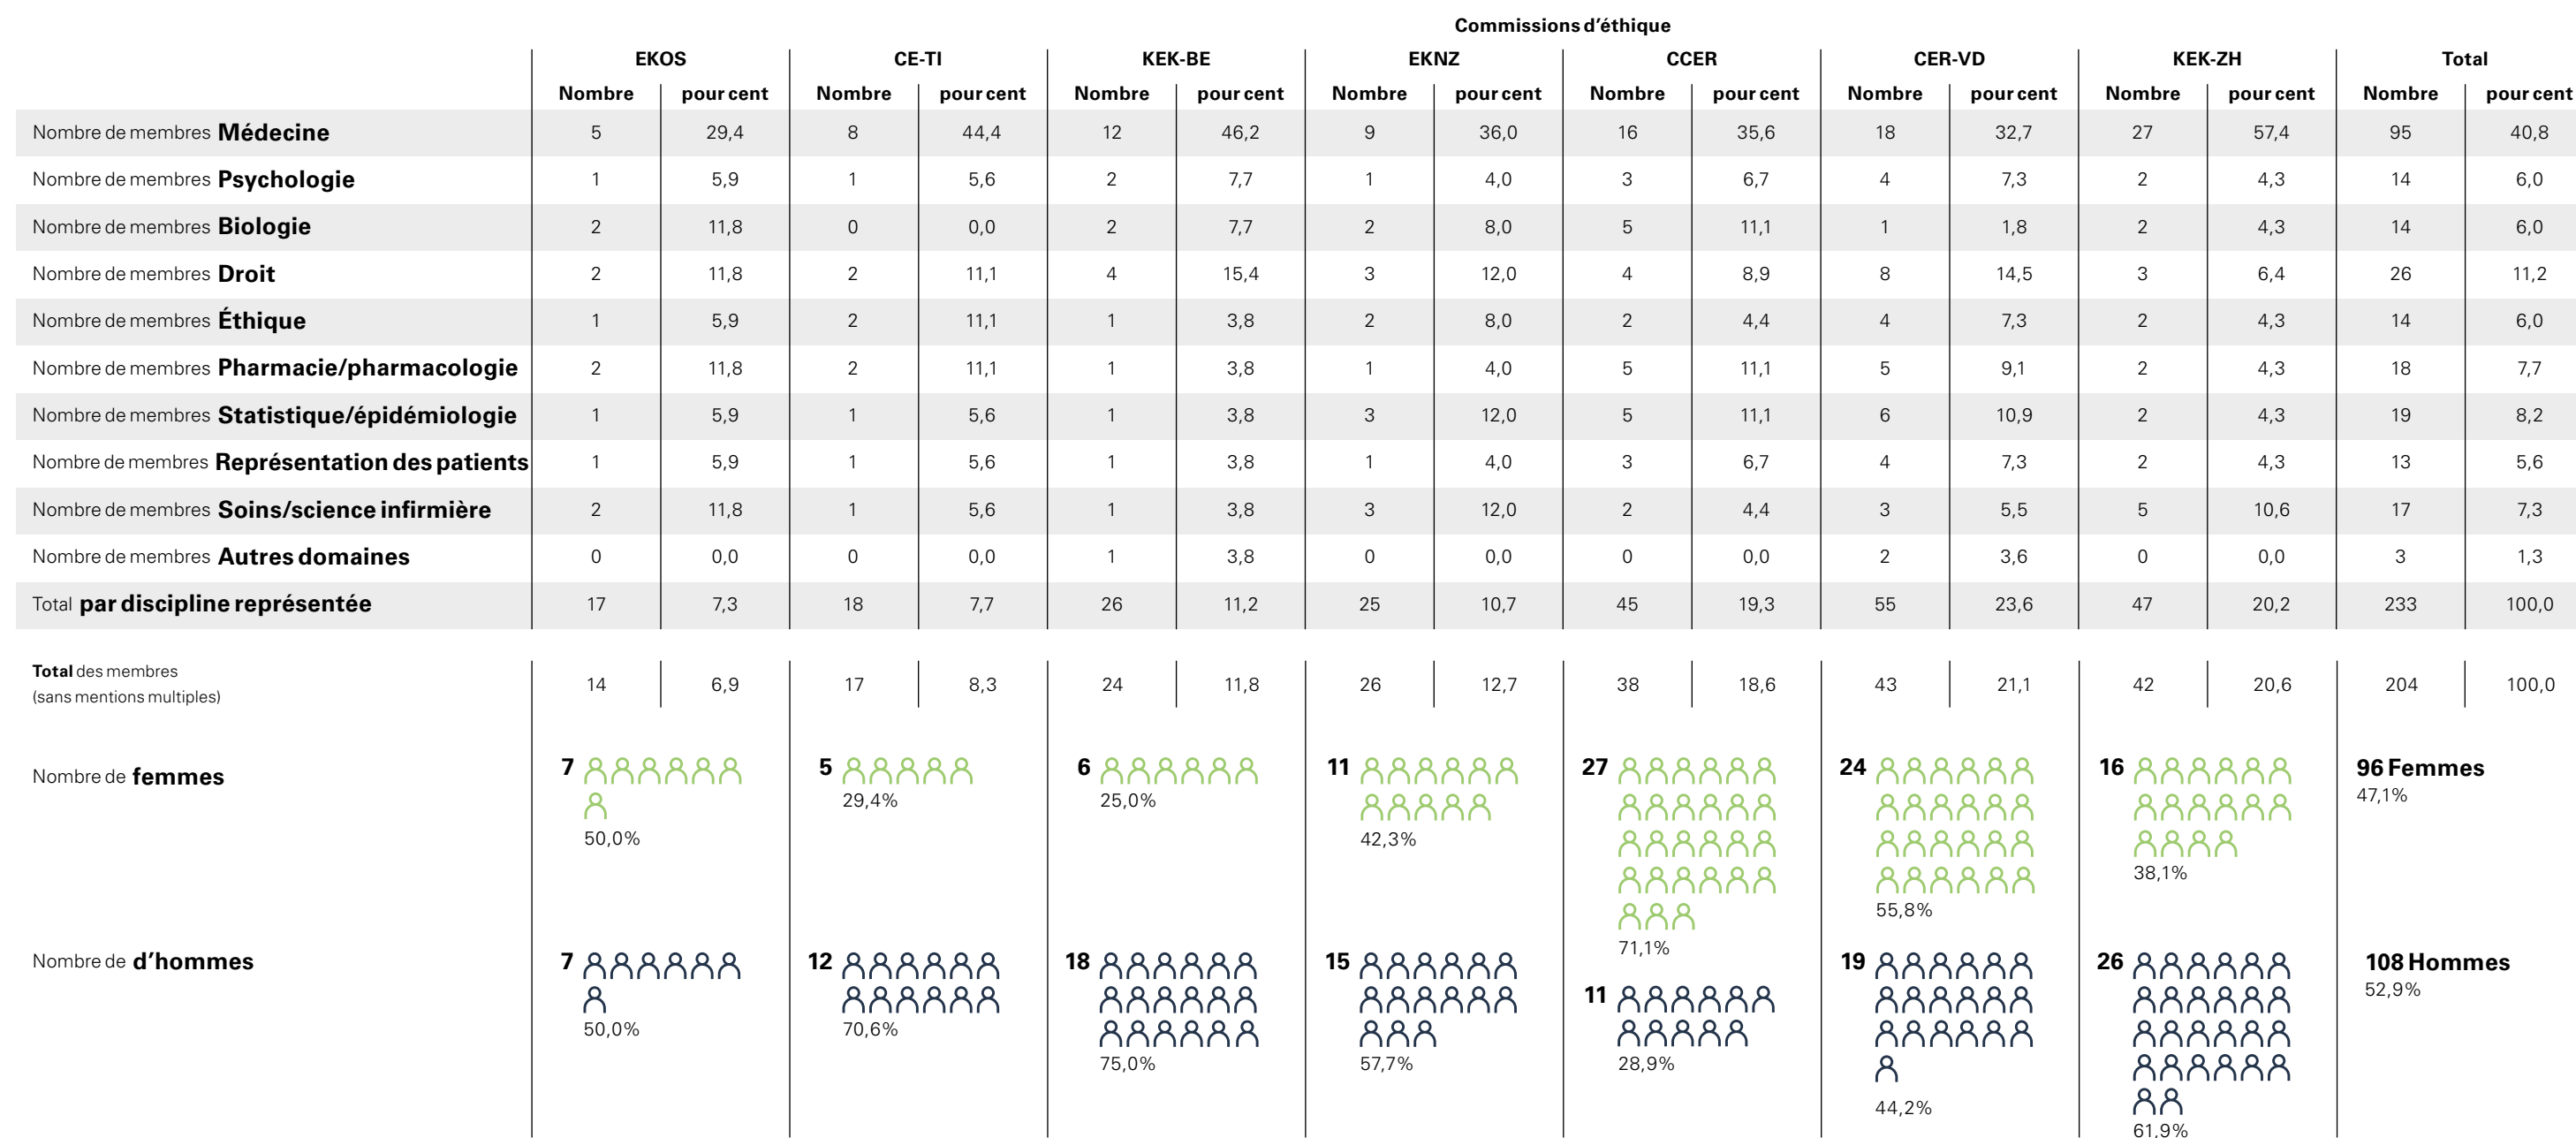 Commissions d’éthique
EKOS CE-TI KEK-BE EKNZ CCER CER-VD KEK-ZH Total
Nombre pour cent Nombre pour cent Nombre pour cent Nombre pour cent Nombre pour cent Nombre pour cent Nombre pour cent Nombre pour cent
Nombre de membres Médecine 5 29,4 8 44,4 12 46,2 9 36,0 16 35,6 18 32,7 27 57,4 95 40,8
Nombre de membres Psychologie 1 5,9 1 5,6 2 7,7 1 4,0 3 6,7 4 7,3 2 4,3 14 6,0
Nombre de membres Biologie 2 11,8 0 0,0 2 7,7 2 8,0 5 11,1 1 1,8 2 4,3 14 6,0
Nombre de membres Droit 2 11,8 2 11,1 4 15,4 3 12,0 4 8,9 8 14,5 3 6,4 26 11,2
Nombre de membres Éthique 1 5,9 2 11,1 1 3,8 2 8,0 2 4,4 4 7,3 2 4,3 14 6,0
Nombre de membres Pharmacie/pharmacologie 2 11,8 2 11,1 1 3,8 1 4,0 5 11,1 5 9,1 2 4,3 18 7,7
Nombre de membres Statistique/épidémiologie 1 5,9 1 5,6 1 3,8 3 12,0 5 11,1 6 10,9 2 4,3 19 8,2
Nombre de membres Représentation des patients 1 5,9 1 5,6 1 3,8 1 4,0 3 6,7 4 7,3 2 4,3 13 5,6
Nombre de membres Soins/science infirmière 2 11,8 1 5,6 1 3,8 3 12,0 2 4,4 3 5,5 5 10,6 17 7,3
Nombre de membres Autres domaines 0 0,0 0 0,0 1 3,8 0 0,0 0 0,0 2 3,6 0 0,0 3 1,3
Total par discipline représentée 17 7,3 18 7,7 26 11,2 25 10,7 45 19,3 55 23,6 47 20,2 233 100,0
Total des membres
(sans mentions multiples) 14 6,9 17 8,3 24 11,8 26 12,7 38 18,6 43 21,1 42 20,6 204 100,0
Nombre de femmes 7 5 6 11 27 24 16 96 Femmes
50,0% 29,4% 25,0% 42,3% 71,1% 55,8% 38,1% 47,1%
Nombre de d’hommes 7 12 18 15 11 19 26 108 Hommes
50,0% 70,6% 75,0% 57,7% 28,9% 44,2% 61,9% 52,9%